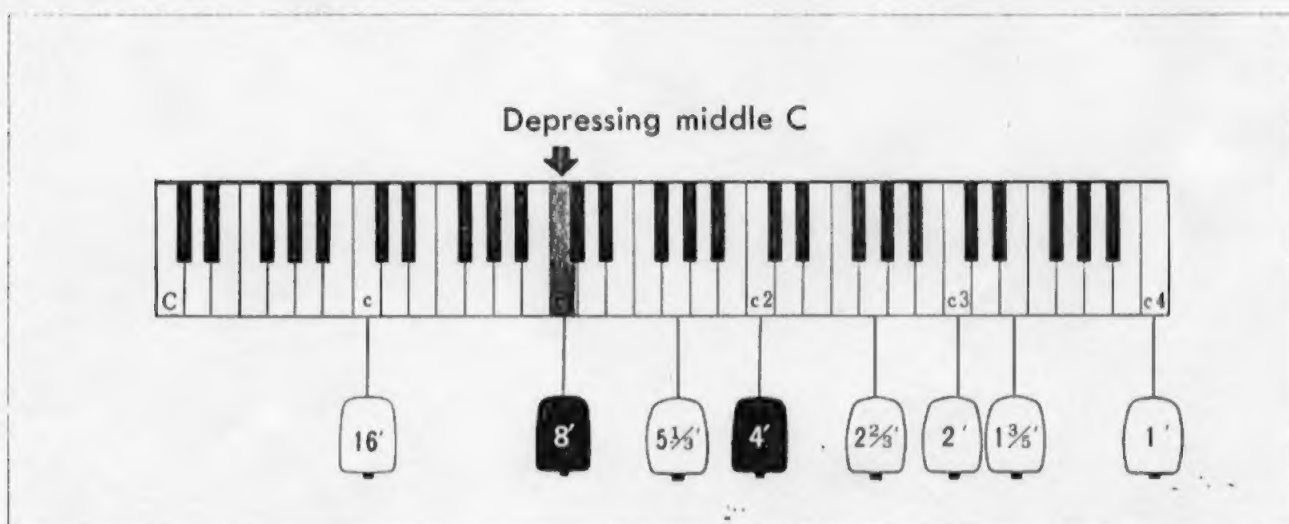 Depressing middle C
C c c2 c3 c4
16′ 8′ 5⅓′ 4′ 2⅔′ 2′ 1⅗′ 1′